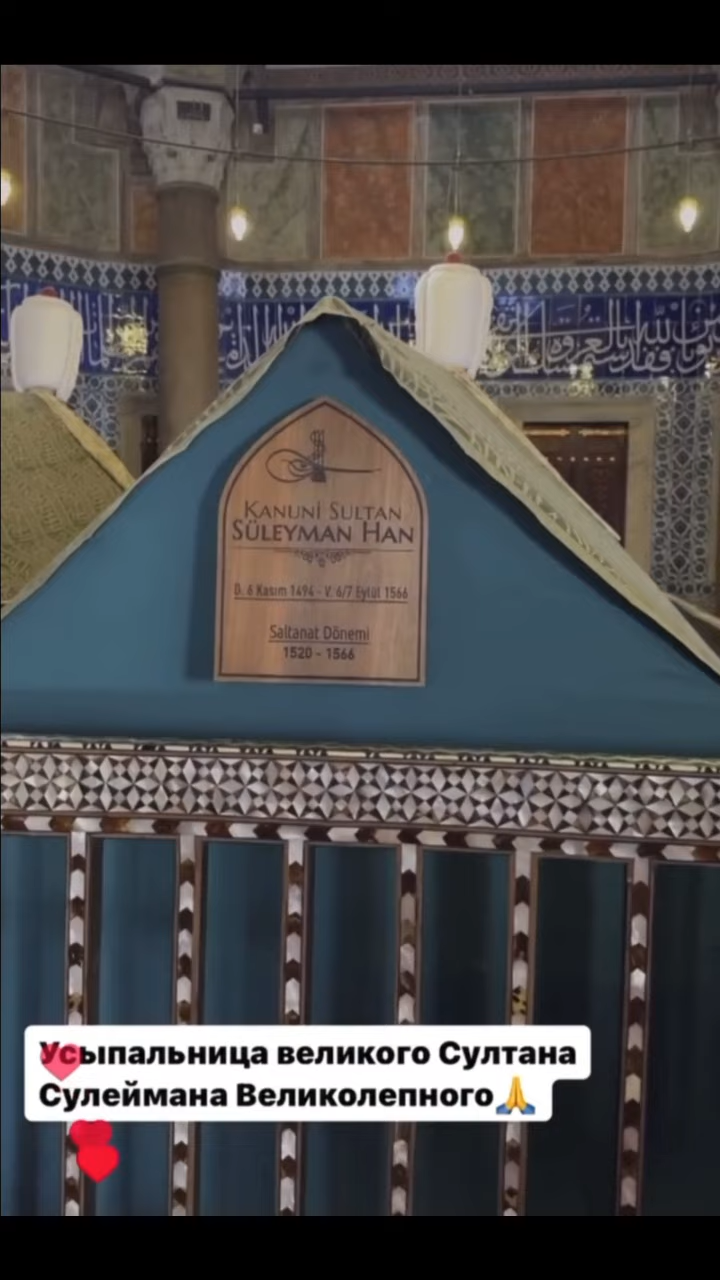 KANUNİ SULTAN
SÜLEYMAN HAN
D. 6 Kasım 1494 - V. 6/7 Eylül 1566
Saltanat Dönemi
1520 - 1566
Усыпальница великого Султана
Сулеймана Великолепного🙏